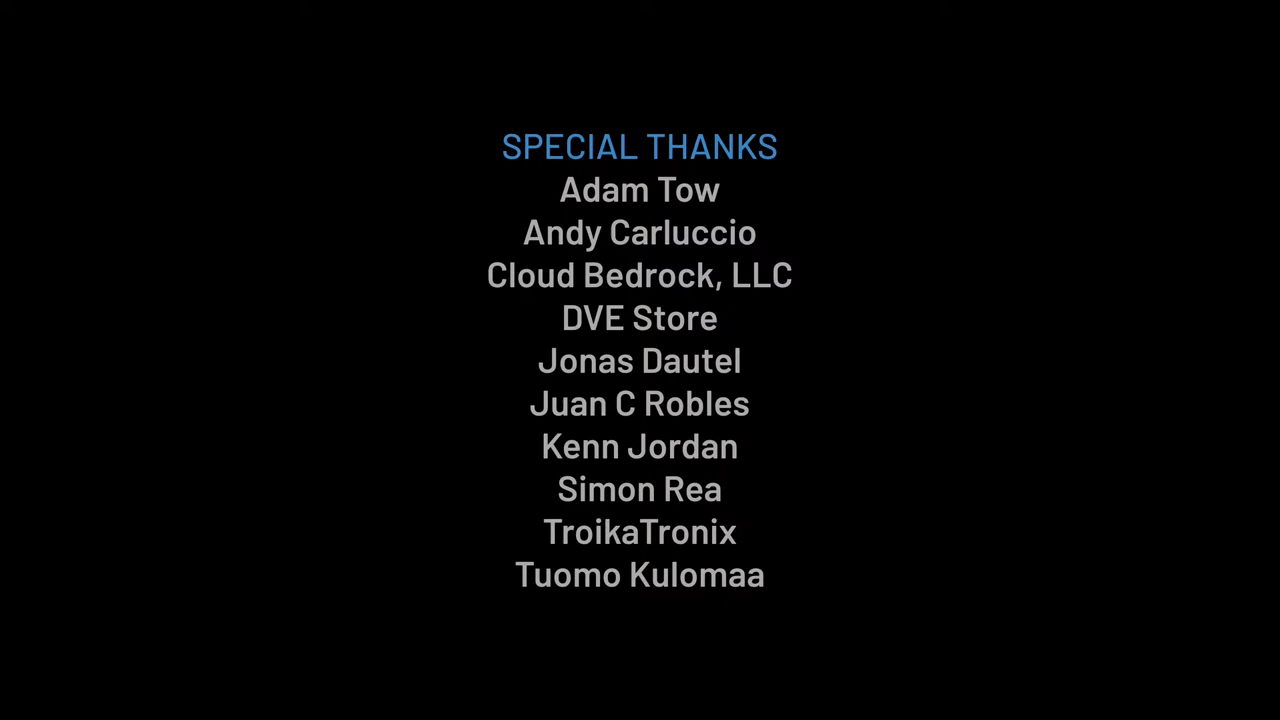 SPECIAL THANKS
Adam Tow
Andy Carluccio
Cloud Bedrock, LLC
DVE Store
Jonas Dautel
Juan C Robles
Kenn Jordan
Simon Rea
TroikaTronix
Tuomo Kulomaa